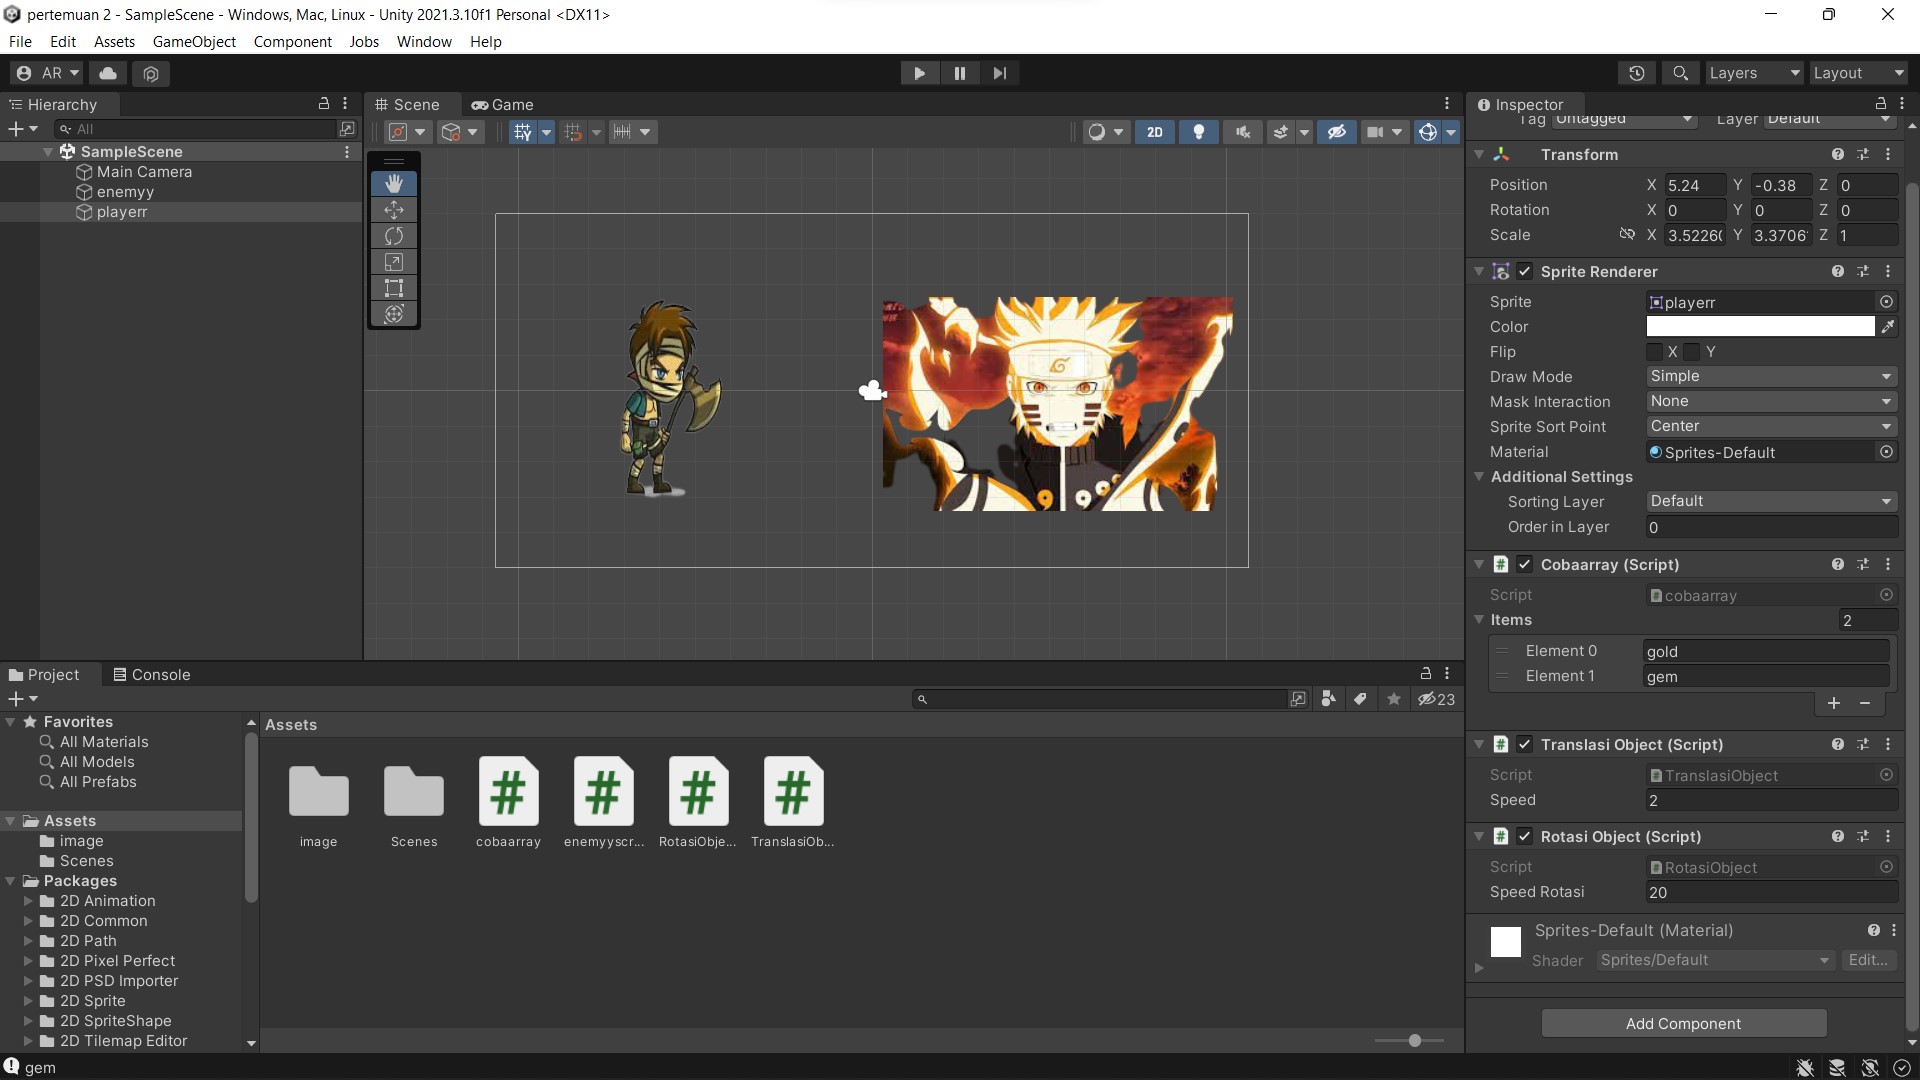 pertemuan 2 - SampleScene - Windows, Mac, Linux - Unity 2021.3.10f1 Personal <DX11>
File Edit Assets GameObject Component Jobs Window Help
AR
Layers Layout
Hierarchy
All
SampleScene
Main Camera
enemyy
playerr
Scene Game
2D
Inspector
Tag Untagged Layer Default
Transform
Position X 5.24 Y -0.38 Z 0
Rotation X 0 Y 0 Z 0
Scale X 3.5226 Y 3.3706 Z 1
Sprite Renderer
Sprite playerr
Color
Flip X Y
Draw Mode Simple
Mask Interaction None
Sprite Sort Point Center
Material Sprites-Default
Additional Settings
Sorting Layer Default
Order in Layer 0
Cobaarray (Script)
Script cobaarray
Items 2
Element 0 gold
Element 1 gem
Translasi Object (Script)
Script TranslasiObject
Speed 2
Rotasi Object (Script)
Script RotasiObject
Speed Rotasi 20
Sprites-Default (Material)
Shader Sprites/Default Edit...
Add Component
Project Console
23
Favorites
All Materials
All Models
All Prefabs
Assets
image
Scenes
Packages
2D Animation
2D Common
2D Path
2D Pixel Perfect
2D PSD Importer
2D Sprite
2D SpriteShape
2D Tilemap Editor
Assets
image Scenes cobaarray enemyyscr... RotasiObje... TranslasiOb...
gem